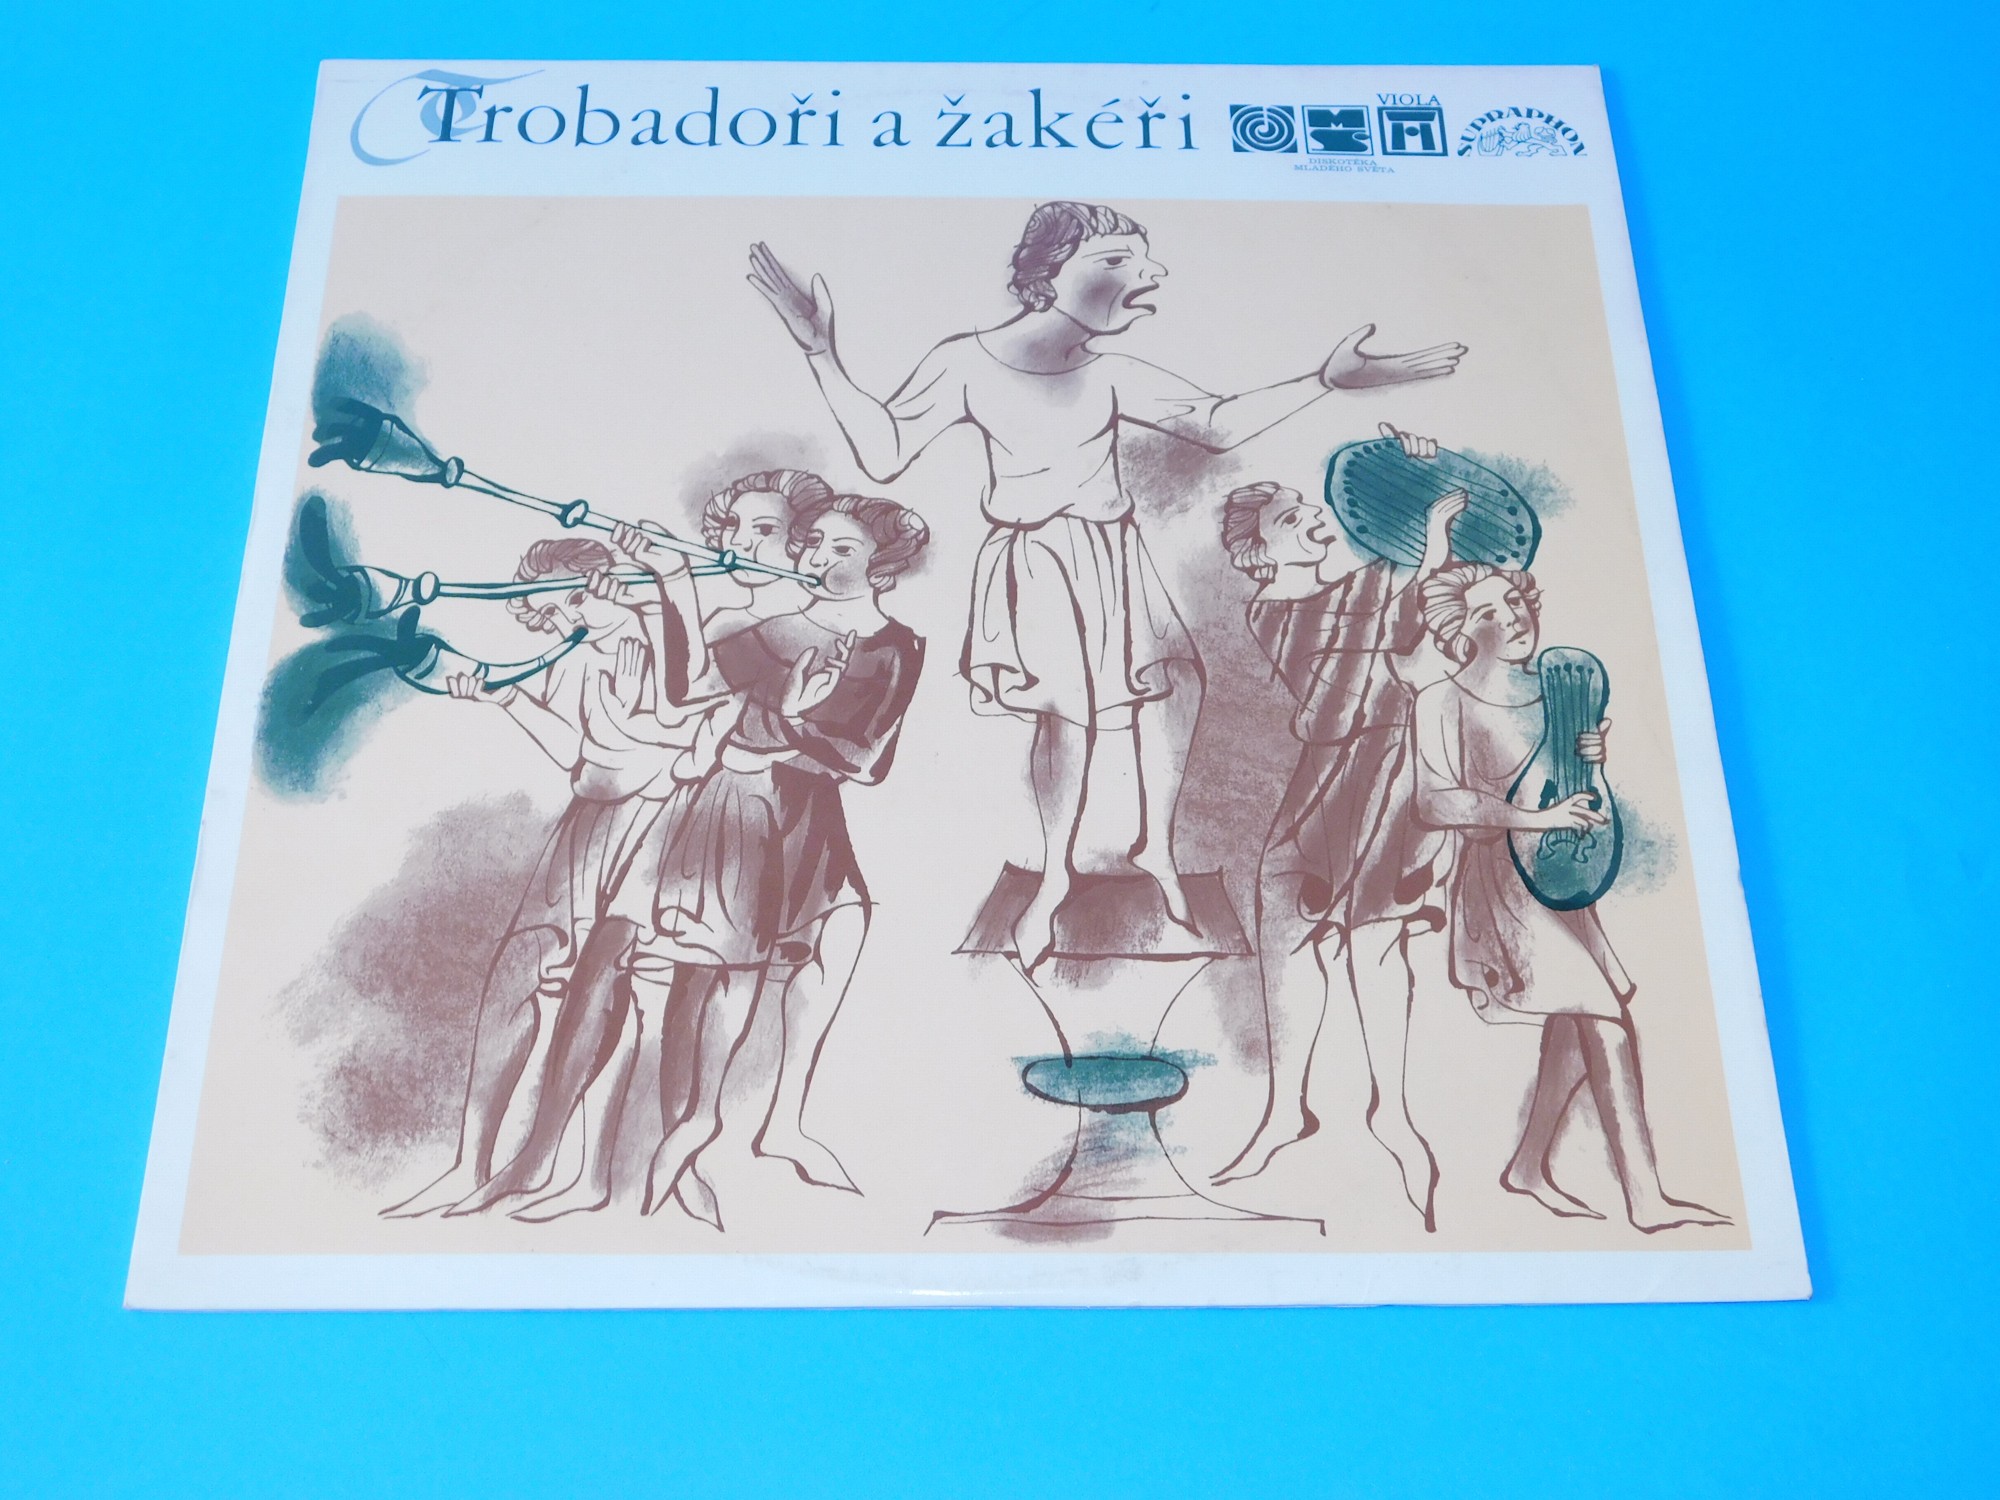 Trobadoři a žakéři
VIOLA
SUPRAPHON
DISKOTÉKA
MLADÉHO SVĚTA